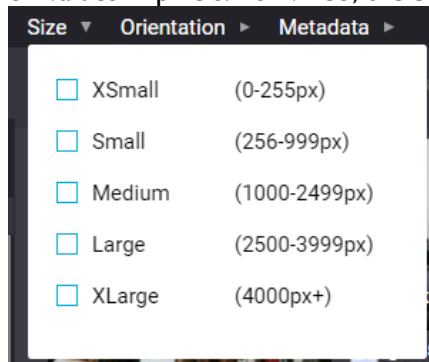 Size ▼ Orientation ► Metadata ►
XSmall (0-255px)
Small (256-999px)
Medium (1000-2499px)
Large (2500-3999px)
XLarge (4000px+)